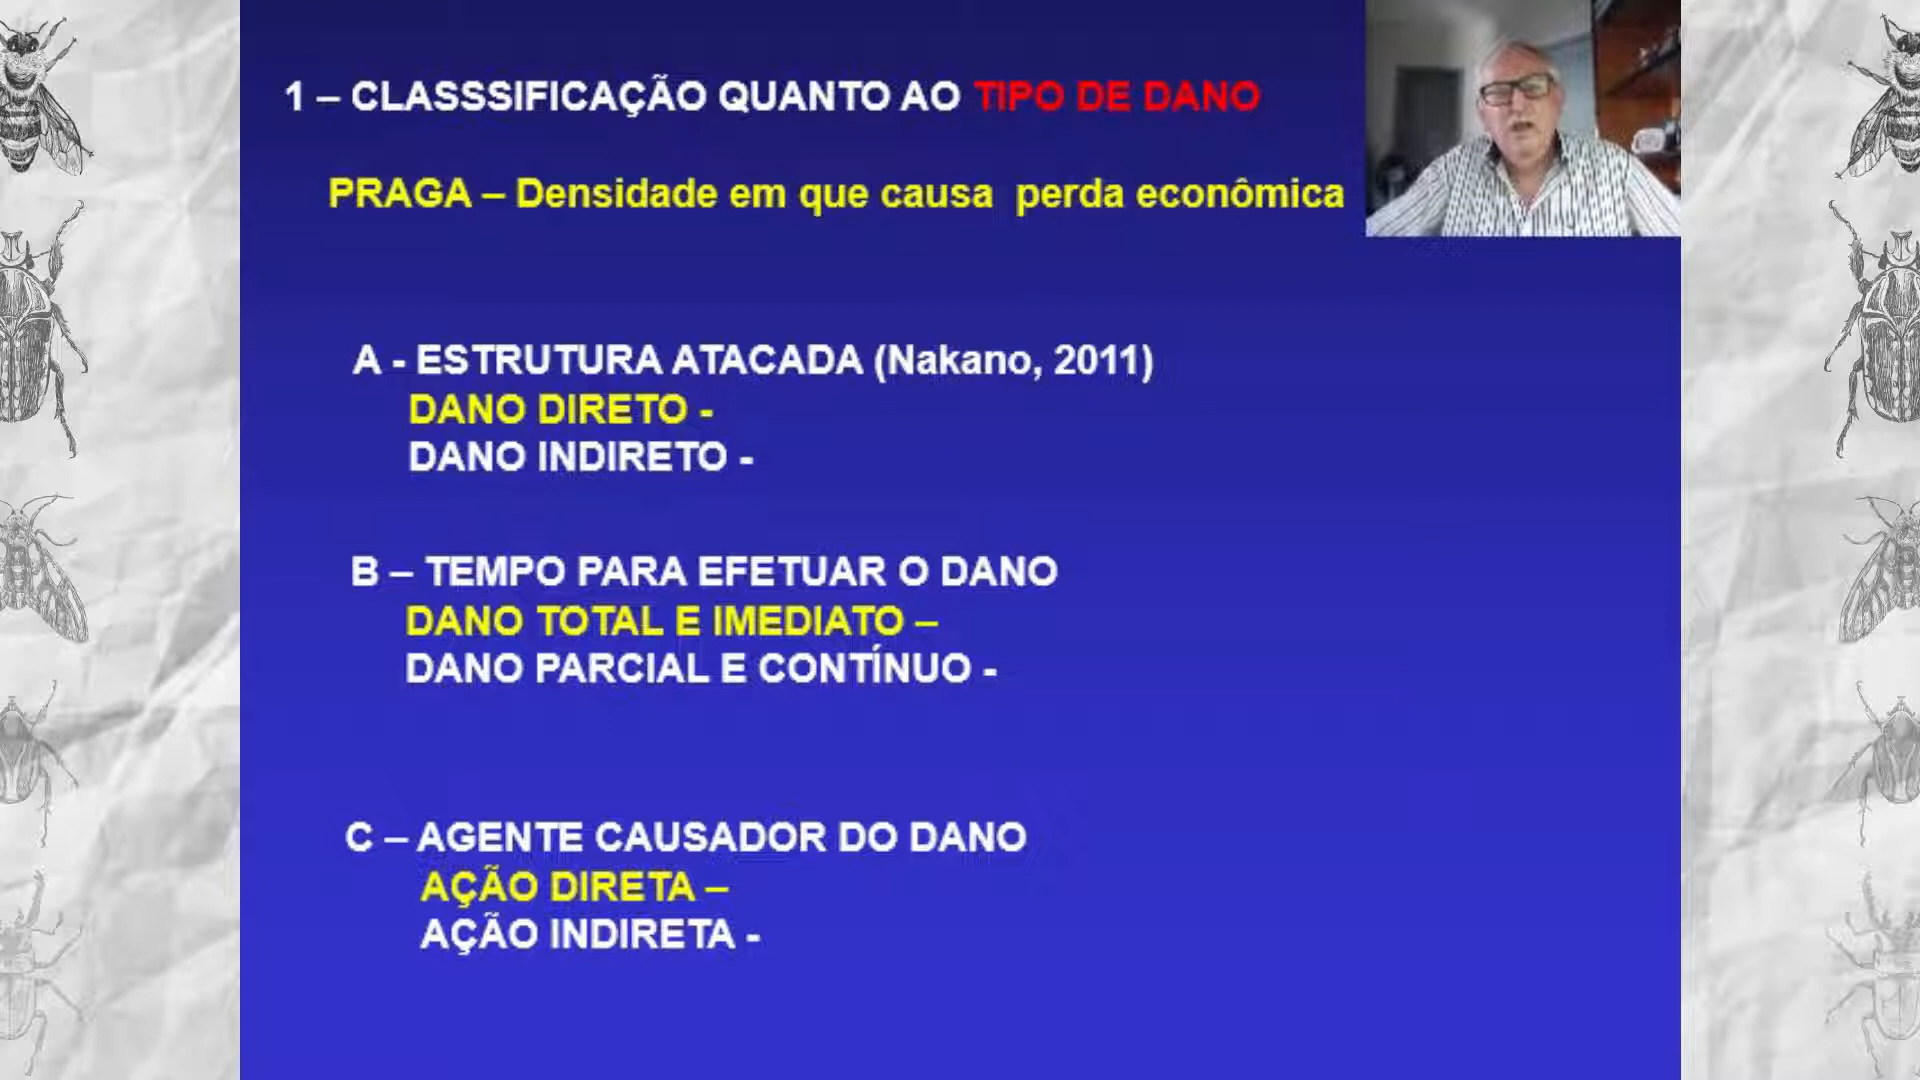 1 – CLASSSIFICAÇÃO QUANTO AO TIPO DE DANO
PRAGA – Densidade em que causa perda econômica
A - ESTRUTURA ATACADA (Nakano, 2011)
DANO DIRETO -
DANO INDIRETO -
B – TEMPO PARA EFETUAR O DANO
DANO TOTAL E IMEDIATO –
DANO PARCIAL E CONTÍNUO -
C – AGENTE CAUSADOR DO DANO
AÇÃO DIRETA –
AÇÃO INDIRETA -